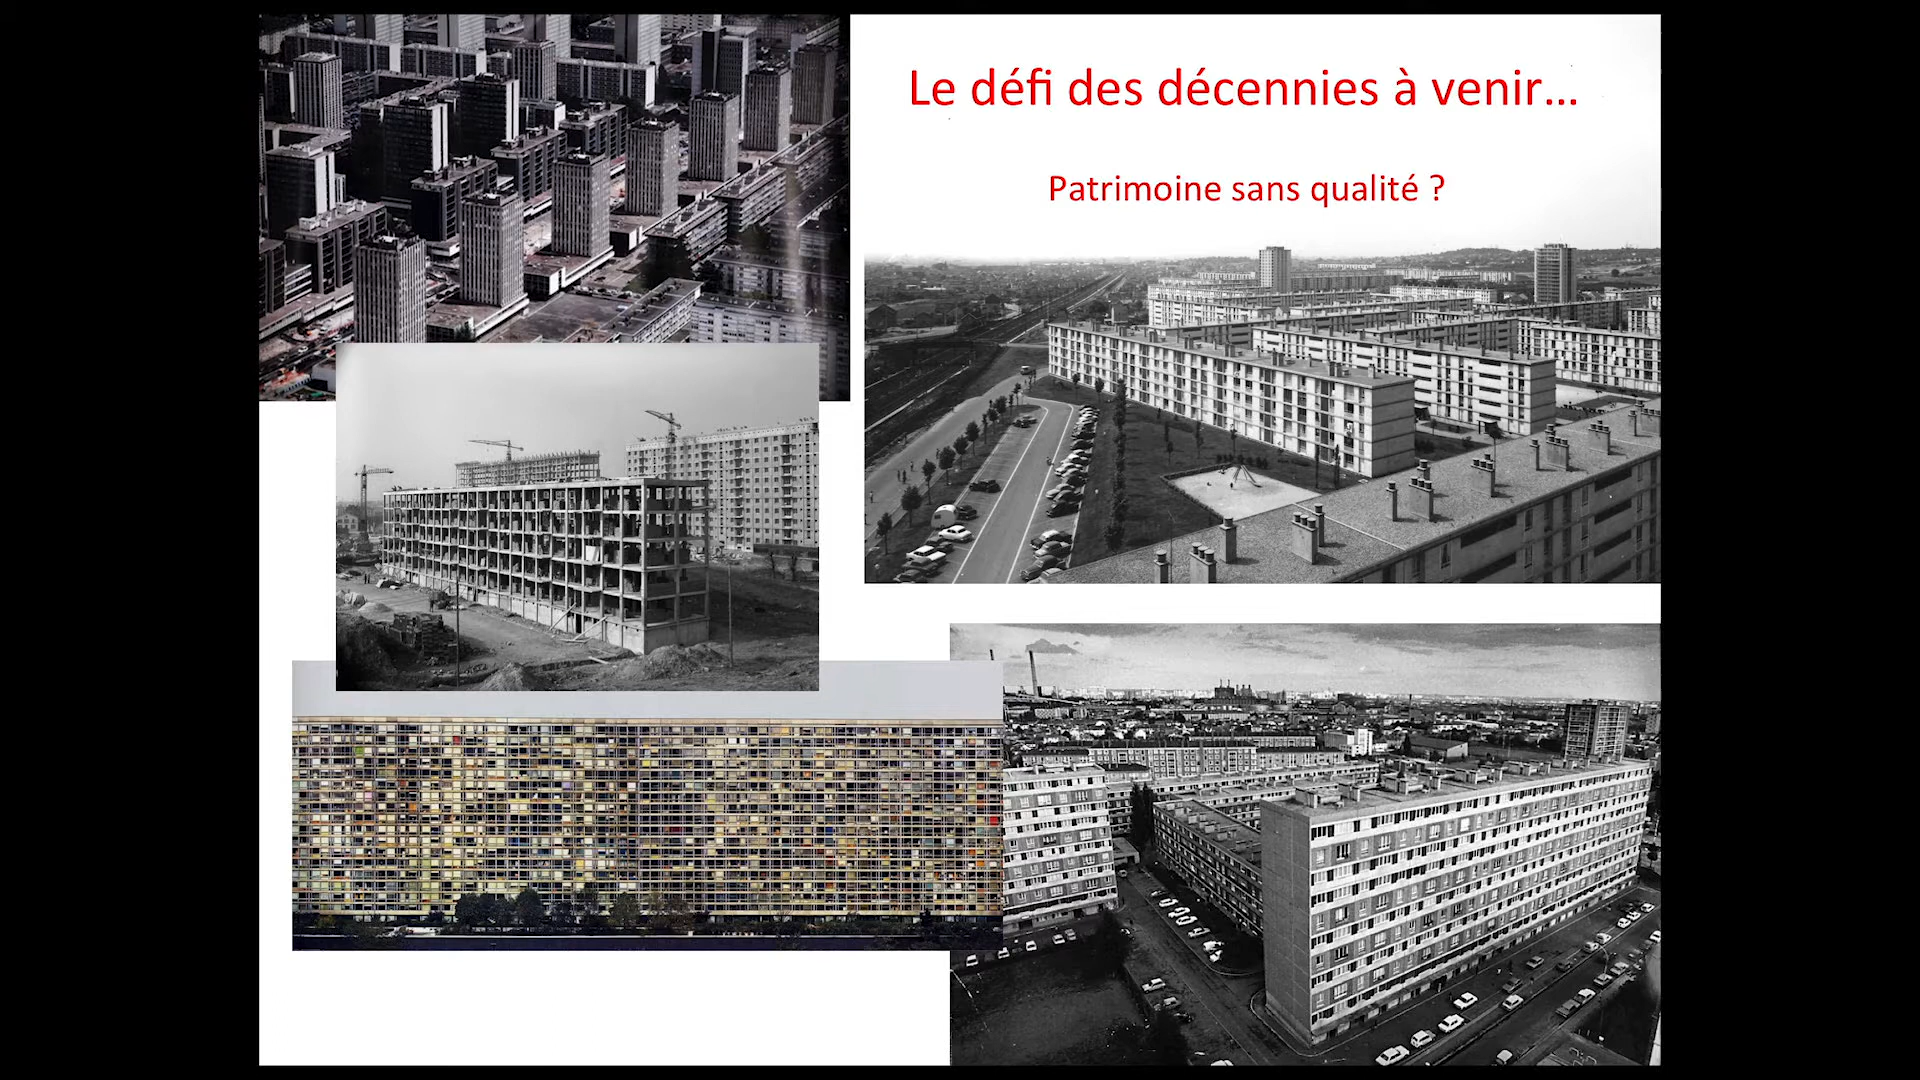 Le défi des décennies à venir...
Patrimoine sans qualité ?